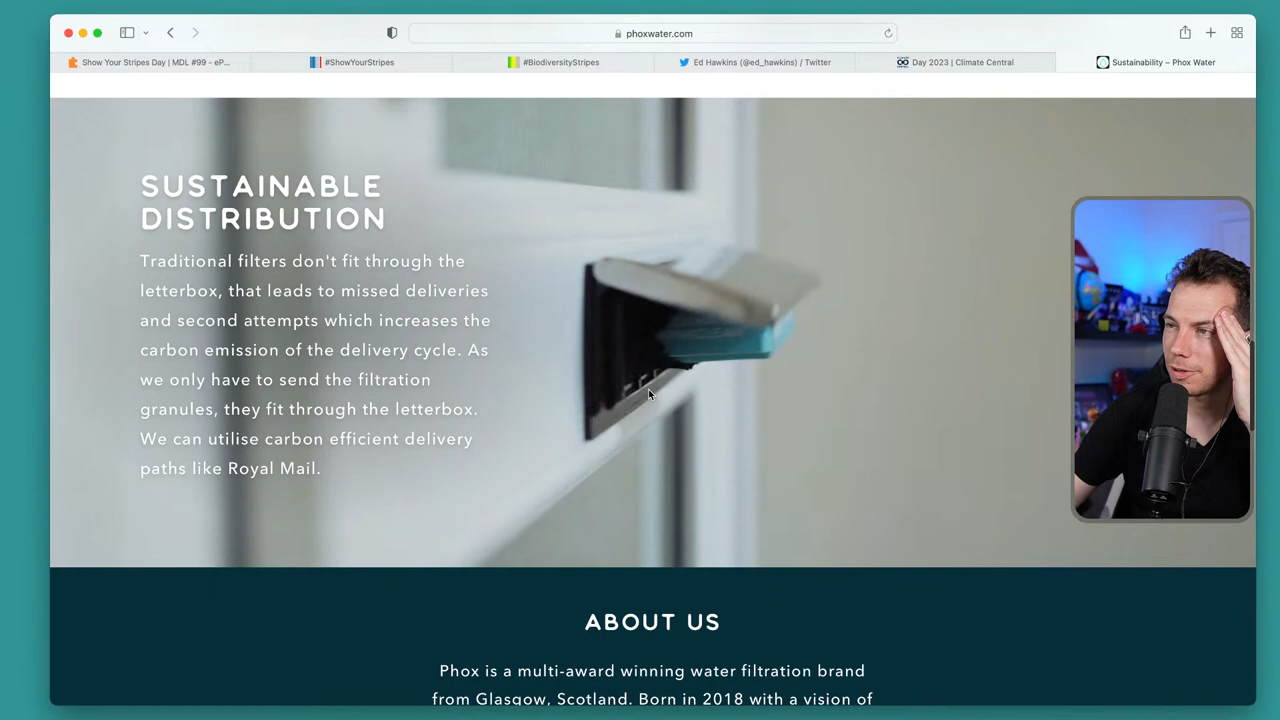 phoxwater.com
Show Your Stripes Day | MDL #99 - eP...
#ShowYourStripes
#BiodiversityStripes
Ed Hawkins (@ed_hawkins) / Twitter
Day 2023 | Climate Central
Sustainability – Phox Water
SUSTAINABLE
DISTRIBUTION
Traditional filters don't fit through the
letterbox, that leads to missed deliveries
and second attempts which increases the
carbon emission of the delivery cycle. As
we only have to send the filtration
granules, they fit through the letterbox.
We can utilise carbon efficient delivery
paths like Royal Mail.
ABOUT US
Phox is a multi-award winning water filtration brand
from Glasgow, Scotland. Born in 2018 with a vision of